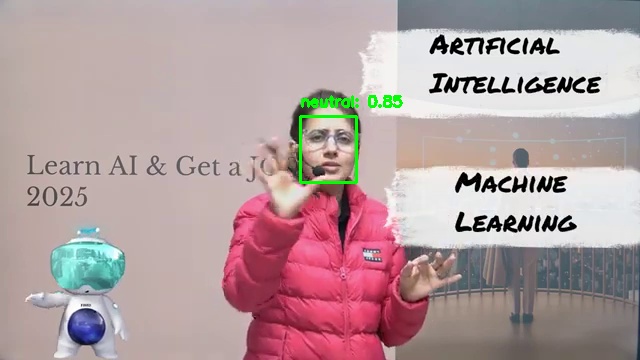 neutral: 0.85
Artificial
Intelligence
Learn AI & Get a JO
2025
Machine
Learning